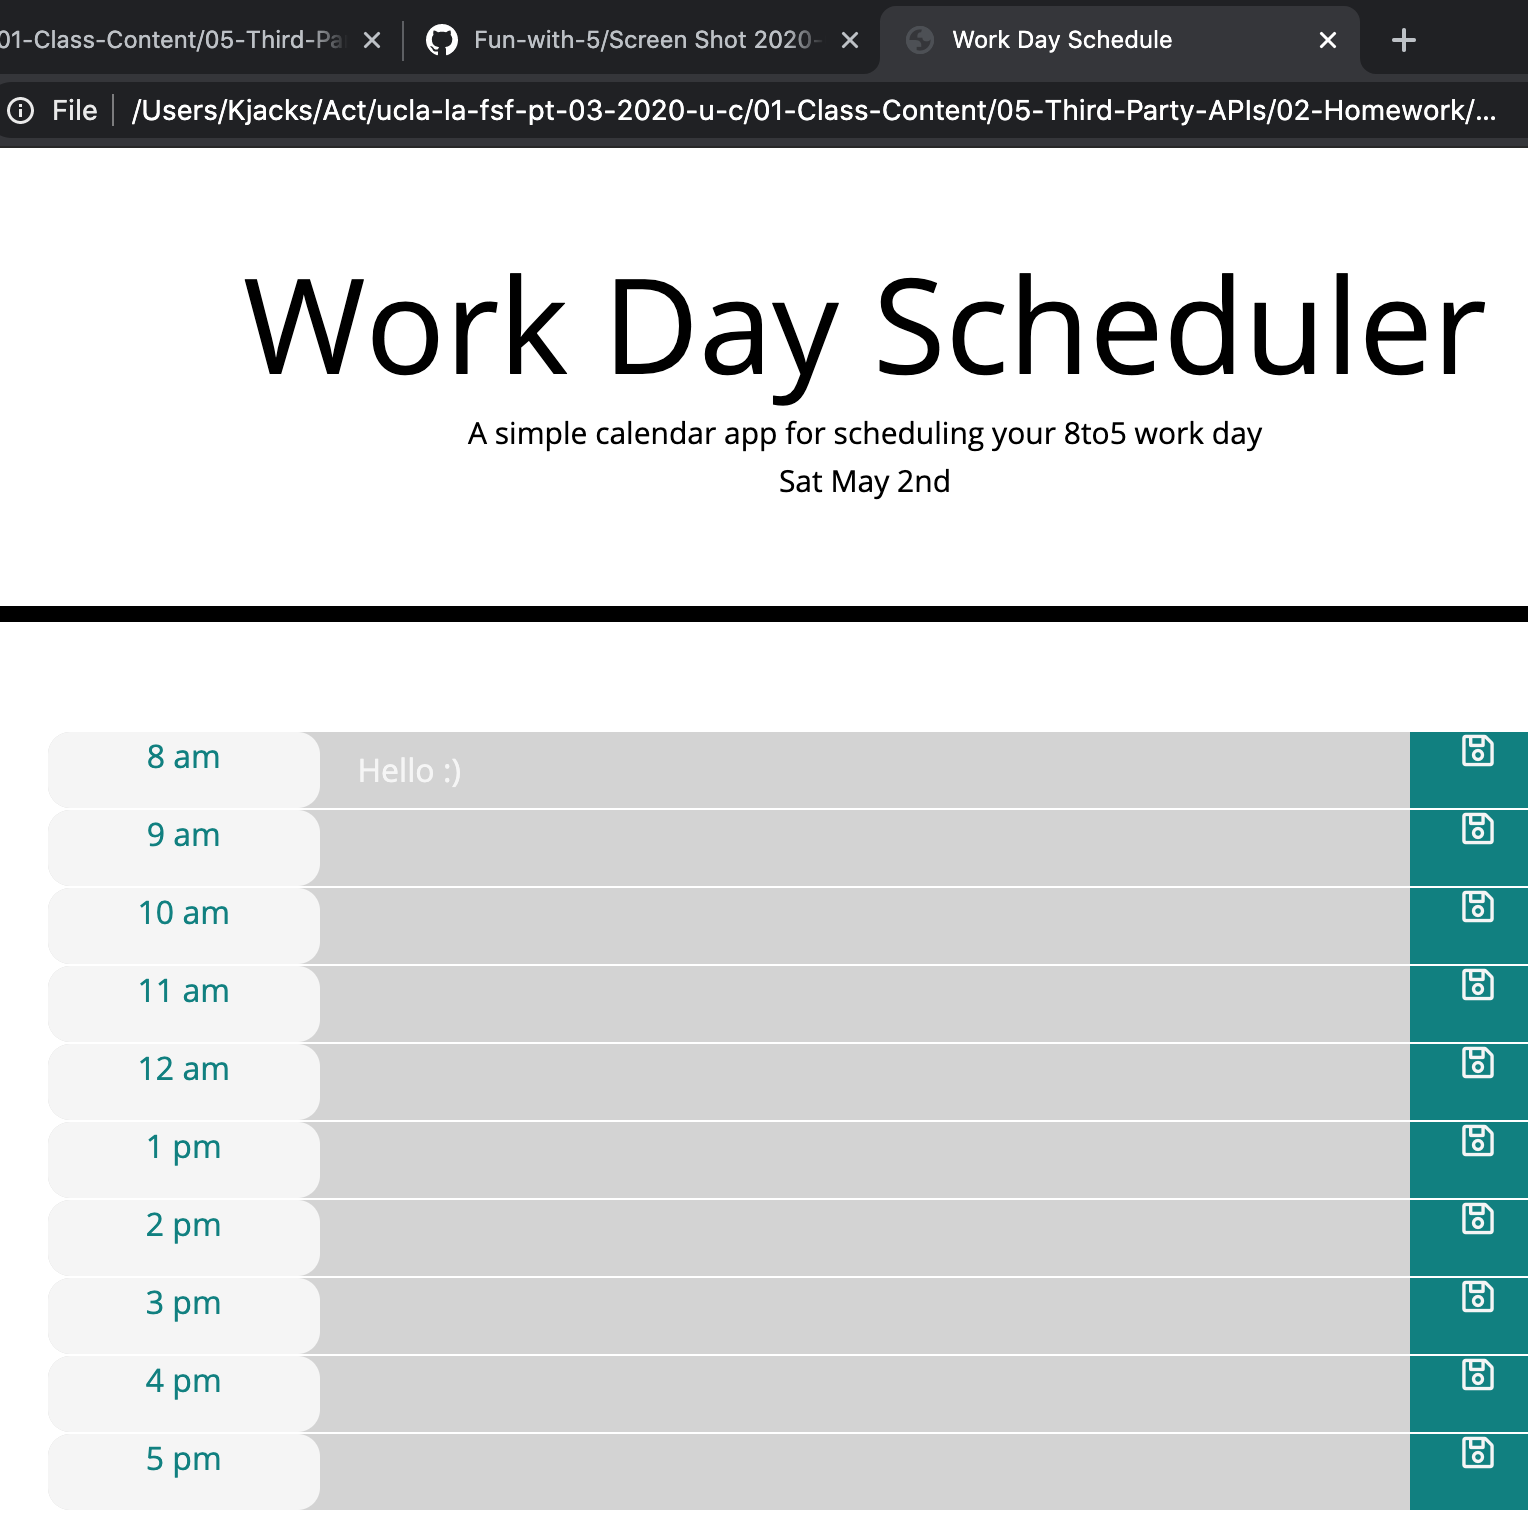 01-Class-Content/05-Third-Pa
Fun-with-5/Screen Shot 2020-
Work Day Schedule
File
/Users/Kjacks/Act/ucla-la-fsf-pt-03-2020-u-c/01-Class-Content/05-Third-Party-APIs/02-Homework/...
Work Day Scheduler
A simple calendar app for scheduling your 8to5 work day
Sat May 2nd
8 am
Hello :)
9 am
10 am
11 am
12 am
1 pm
2 pm
3 pm
4 pm
5 pm